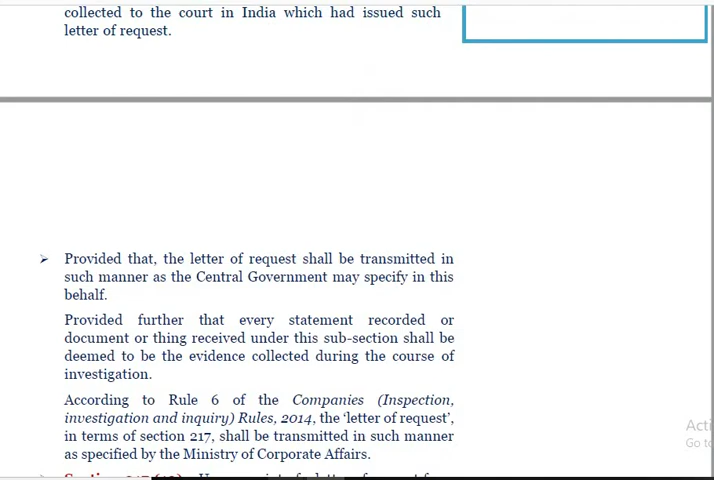 collected to the court in India which had issued such
letter of request.
➢ Provided that, the letter of request shall be transmitted in
such manner as the Central Government may specify in this
behalf.
Provided further that every statement recorded or
document or thing received under this sub-section shall be
deemed to be the evidence collected during the course of
investigation.
According to Rule 6 of the Companies (Inspection,
investigation and inquiry) Rules, 2014, the ‘letter of request’,
in terms of section 217, shall be transmitted in such manner
as specified by the Ministry of Corporate Affairs.
Acti
Go to